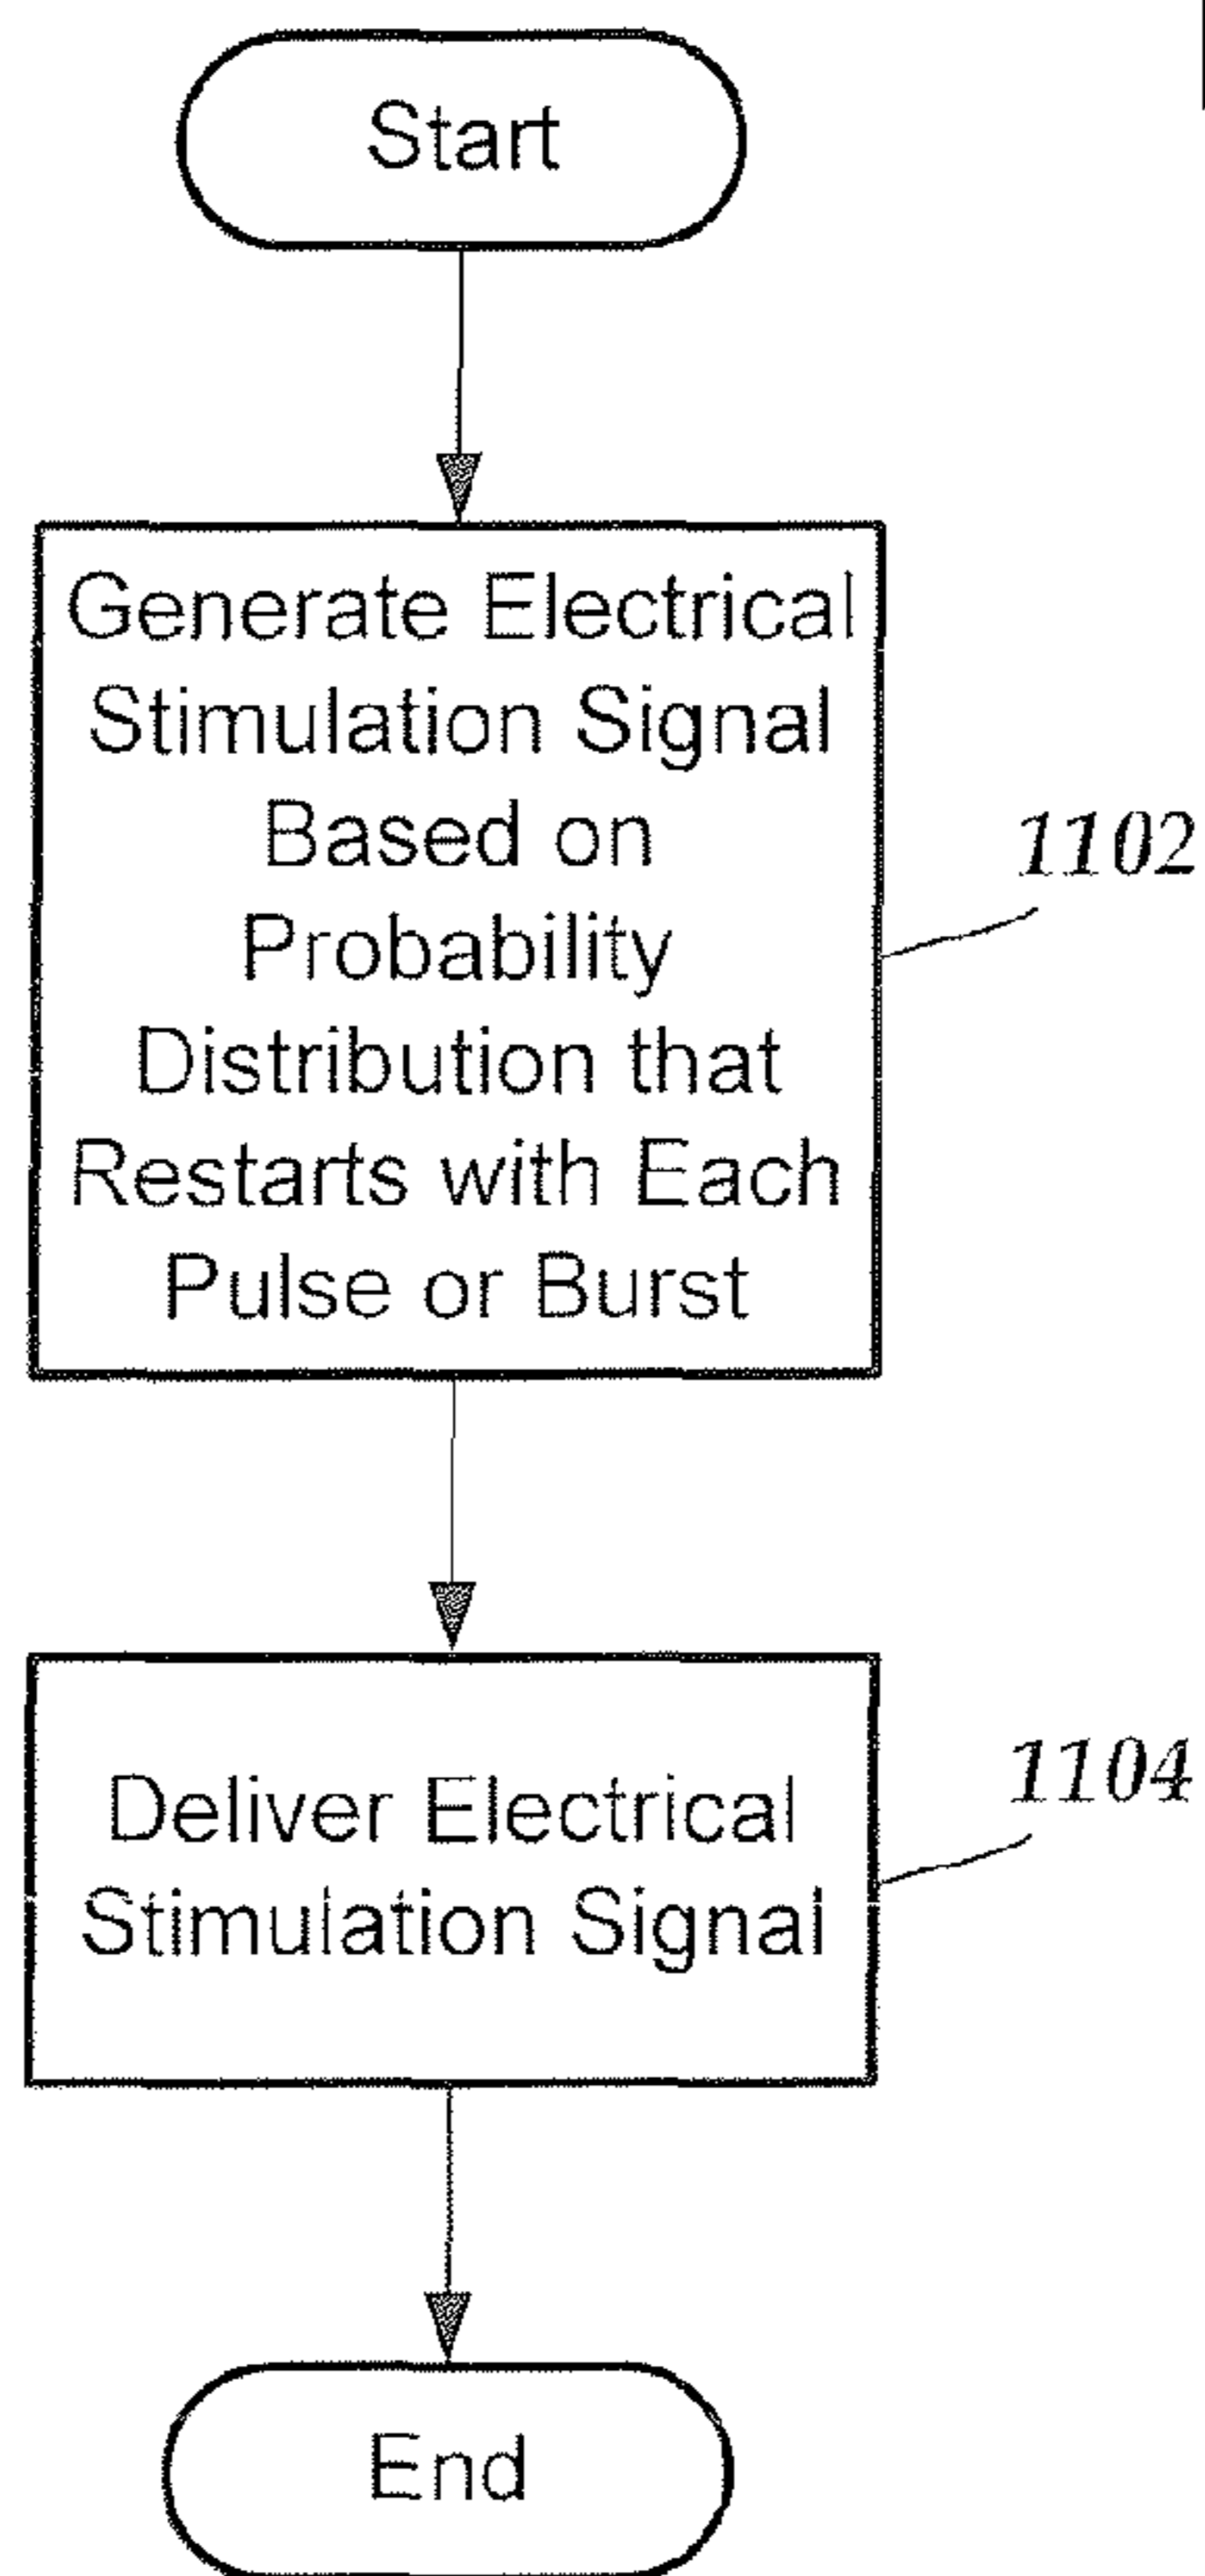 Start
Generate Electrical
Stimulation Signal
Based on
Probability
Distribution that
Restarts with Each
Pulse or Burst
1102
Deliver Electrical
Stimulation Signal
1104
End